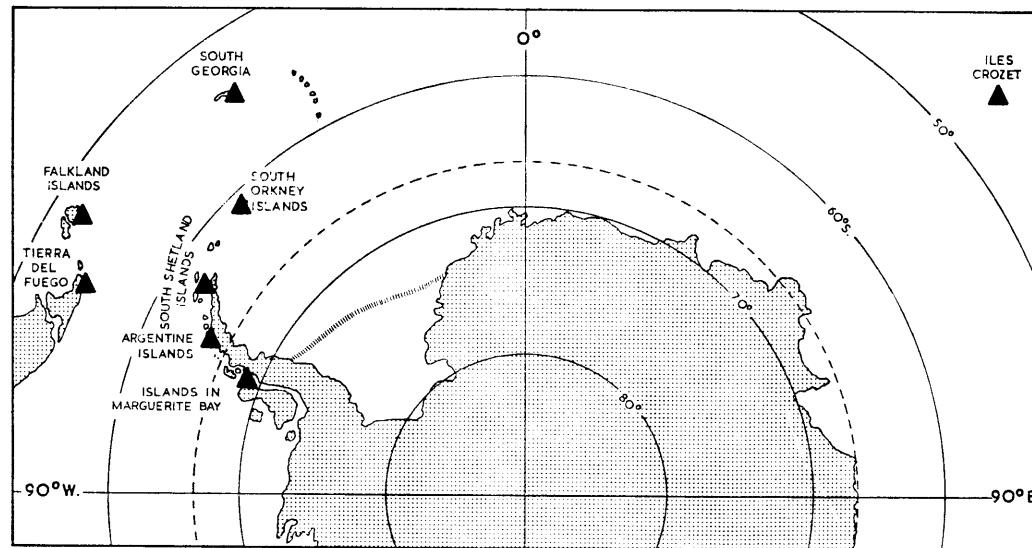 0°
SOUTH
GEORGIA
ILES
CROZET
50°
FALKLAND
ISLANDS
SOUTH
ORKNEY
ISLANDS
60°S.
TIERRA
DEL
FUEGO
SOUTH SHETLAND
ISLANDS
70°
ARGENTINE
ISLANDS
ISLANDS IN
MARGUERITE BAY
80°
90°W.
90°E